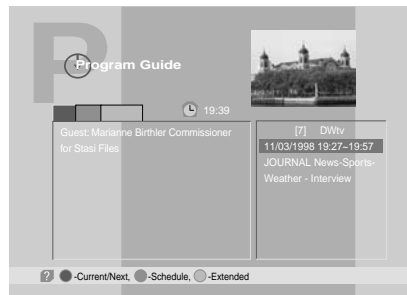 P
Program Guide
19:39
Guest: Marianne Birthler Commissioner
for Stasi Files
[7] DWtv
11/03/1998 19:27~19:57
JOURNAL News-Sports-
Weather - Interview
? -Current/Next, -Schedule, -Extended